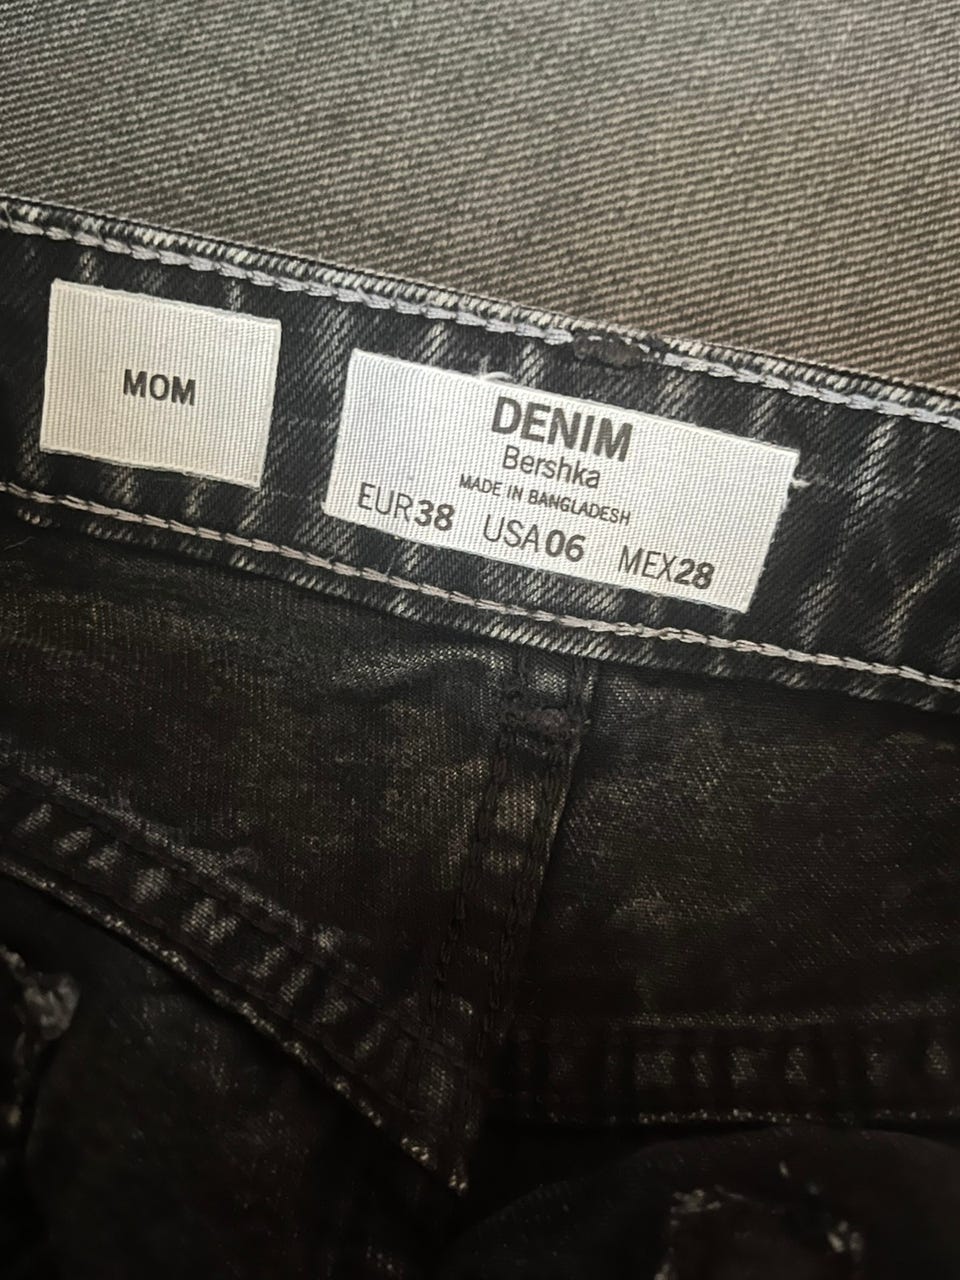 MOM
DENIM
Bershka
MADE IN BANGLADESH
EUR38 USA06 MEX28